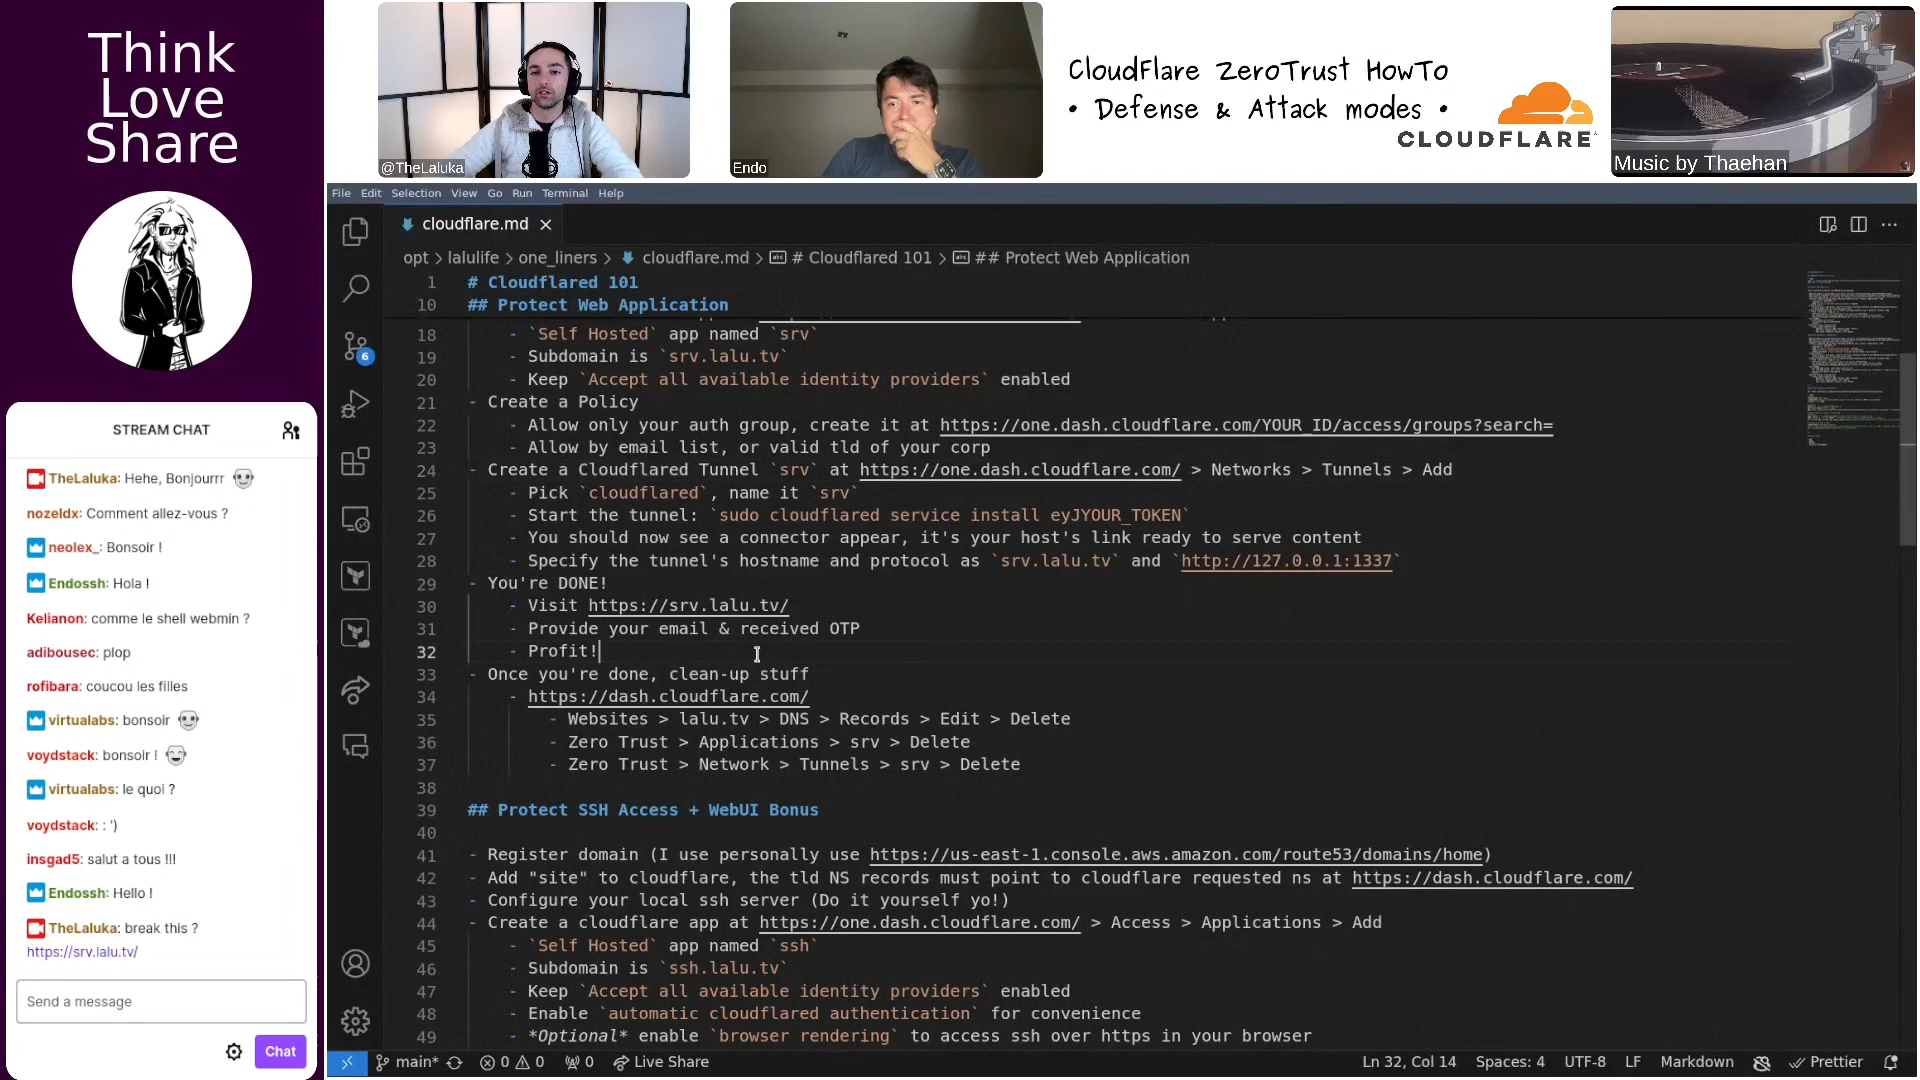 Think
Love
Share
@TheLaluka
Endo
CloudFlare ZeroTrust HowTo
• Defense & Attack modes •
CLOUDFLARE
Music by Thaehan
File Edit Selection View Go Run Terminal Help
cloudflare.md
opt > lalulife > one_liners > cloudflare.md > # Cloudflared 101 > ## Protect Web Application
1 # Cloudflared 101
10 ## Protect Web Application
18 - `Self Hosted` app named `srv`
19 - Subdomain is `srv.lalu.tv`
20 - Keep `Accept all available identity providers` enabled
21 - Create a Policy
22 - Allow only your auth group, create it at https://one.dash.cloudflare.com/YOUR_ID/access/groups?search=
23 - Allow by email list, or valid tld of your corp
24 - Create a Cloudflared Tunnel `srv` at https://one.dash.cloudflare.com/ > Networks > Tunnels > Add
25 - Pick `cloudflared`, name it `srv`
26 - Start the tunnel: `sudo cloudflared service install eyJYOUR_TOKEN`
27 - You should now see a connector appear, it's your host's link ready to serve content
28 - Specify the tunnel's hostname and protocol as `srv.lalu.tv` and `http://127.0.0.1:1337`
29 - You're DONE!
30 - Visit https://srv.lalu.tv/
31 - Provide your email & received OTP
32 - Profit!
33 - Once you're done, clean-up stuff
34 - https://dash.cloudflare.com/
35 - Websites > lalu.tv > DNS > Records > Edit > Delete
36 - Zero Trust > Applications > srv > Delete
37 - Zero Trust > Network > Tunnels > srv > Delete
38
39 ## Protect SSH Access + WebUI Bonus
40
41 - Register domain (I use personally use https://us-east-1.console.aws.amazon.com/route53/domains/home)
42 - Add "site" to cloudflare, the tld NS records must point to cloudflare requested ns at https://dash.cloudflare.com/
43 - Configure your local ssh server (Do it yourself yo!)
44 - Create a cloudflare app at https://one.dash.cloudflare.com/ > Access > Applications > Add
45 - `Self Hosted` app named `ssh`
46 - Subdomain is `ssh.lalu.tv`
47 - Keep `Accept all available identity providers` enabled
48 - Enable `automatic cloudflared authentication` for convenience
49 - *Optional* enable `browser rendering` to access ssh over https in your browser
6
main* 0 0 0 Live Share
Ln 32, Col 14 Spaces: 4 UTF-8 LF Markdown Prettier
STREAM CHAT
TheLaluka: Hehe, Bonjourrr
nozeldx: Comment allez-vous ?
neolex_: Bonsoir !
Endossh: Hola !
Kelianon: comme le shell webmin ?
adibousec: plop
rofibara: coucou les filles
virtualabs: bonsoir
voydstack: bonsoir !
virtualabs: le quoi ?
voydstack: : ')
insgad5: salut a tous !!!
Endossh: Hello !
TheLaluka: break this ?
https://srv.lalu.tv/
Send a message
Chat